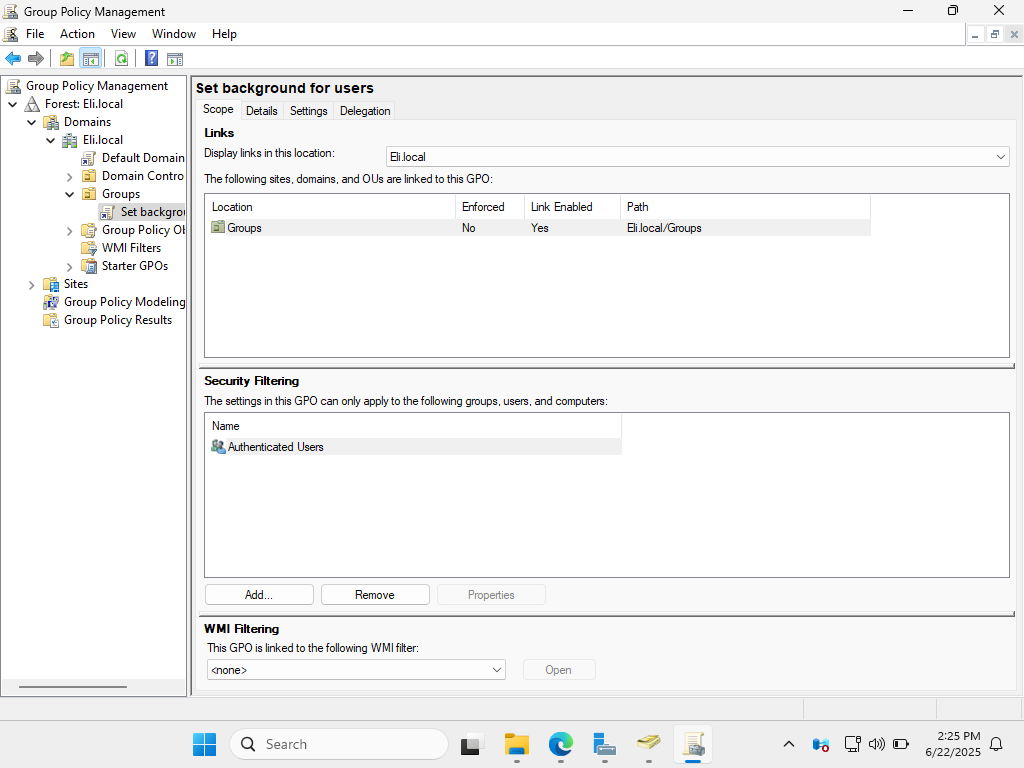 Group Policy Management
File Action View Window Help
Group Policy Management
Forest: Eli.local
Domains
Eli.local
Default Domain
Domain Contro
Groups
Set backgrou
Group Policy Ob
WMI Filters
Starter GPOs
Sites
Group Policy Modeling
Group Policy Results
Set background for users
Scope Details Settings Delegation
Links
Display links in this location: Eli.local
The following sites, domains, and OUs are linked to this GPO:
Location Enforced Link Enabled Path
Groups No Yes Eli.local/Groups
Security Filtering
The settings in this GPO can only apply to the following groups, users, and computers:
Name
Authenticated Users
Add... Remove Properties
WMI Filtering
This GPO is linked to the following WMI filter:
<none> Open
Search
2:25 PM
6/22/2025